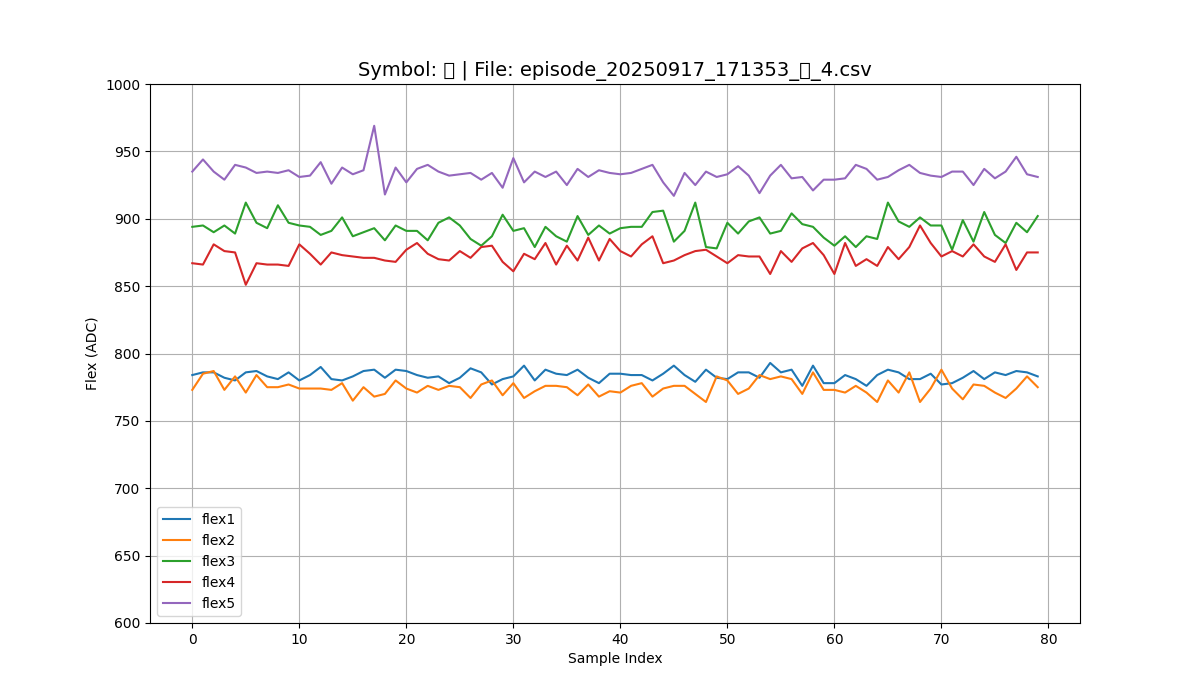 Symbol: | File: episode_20250917_171353_ _4.csv
1000
950
900
850
800
750
700
650
600
Flex (ADC)
flex1
flex2
flex3
flex4
flex5
0 10 20 30 40 50 60 70 80
Sample Index